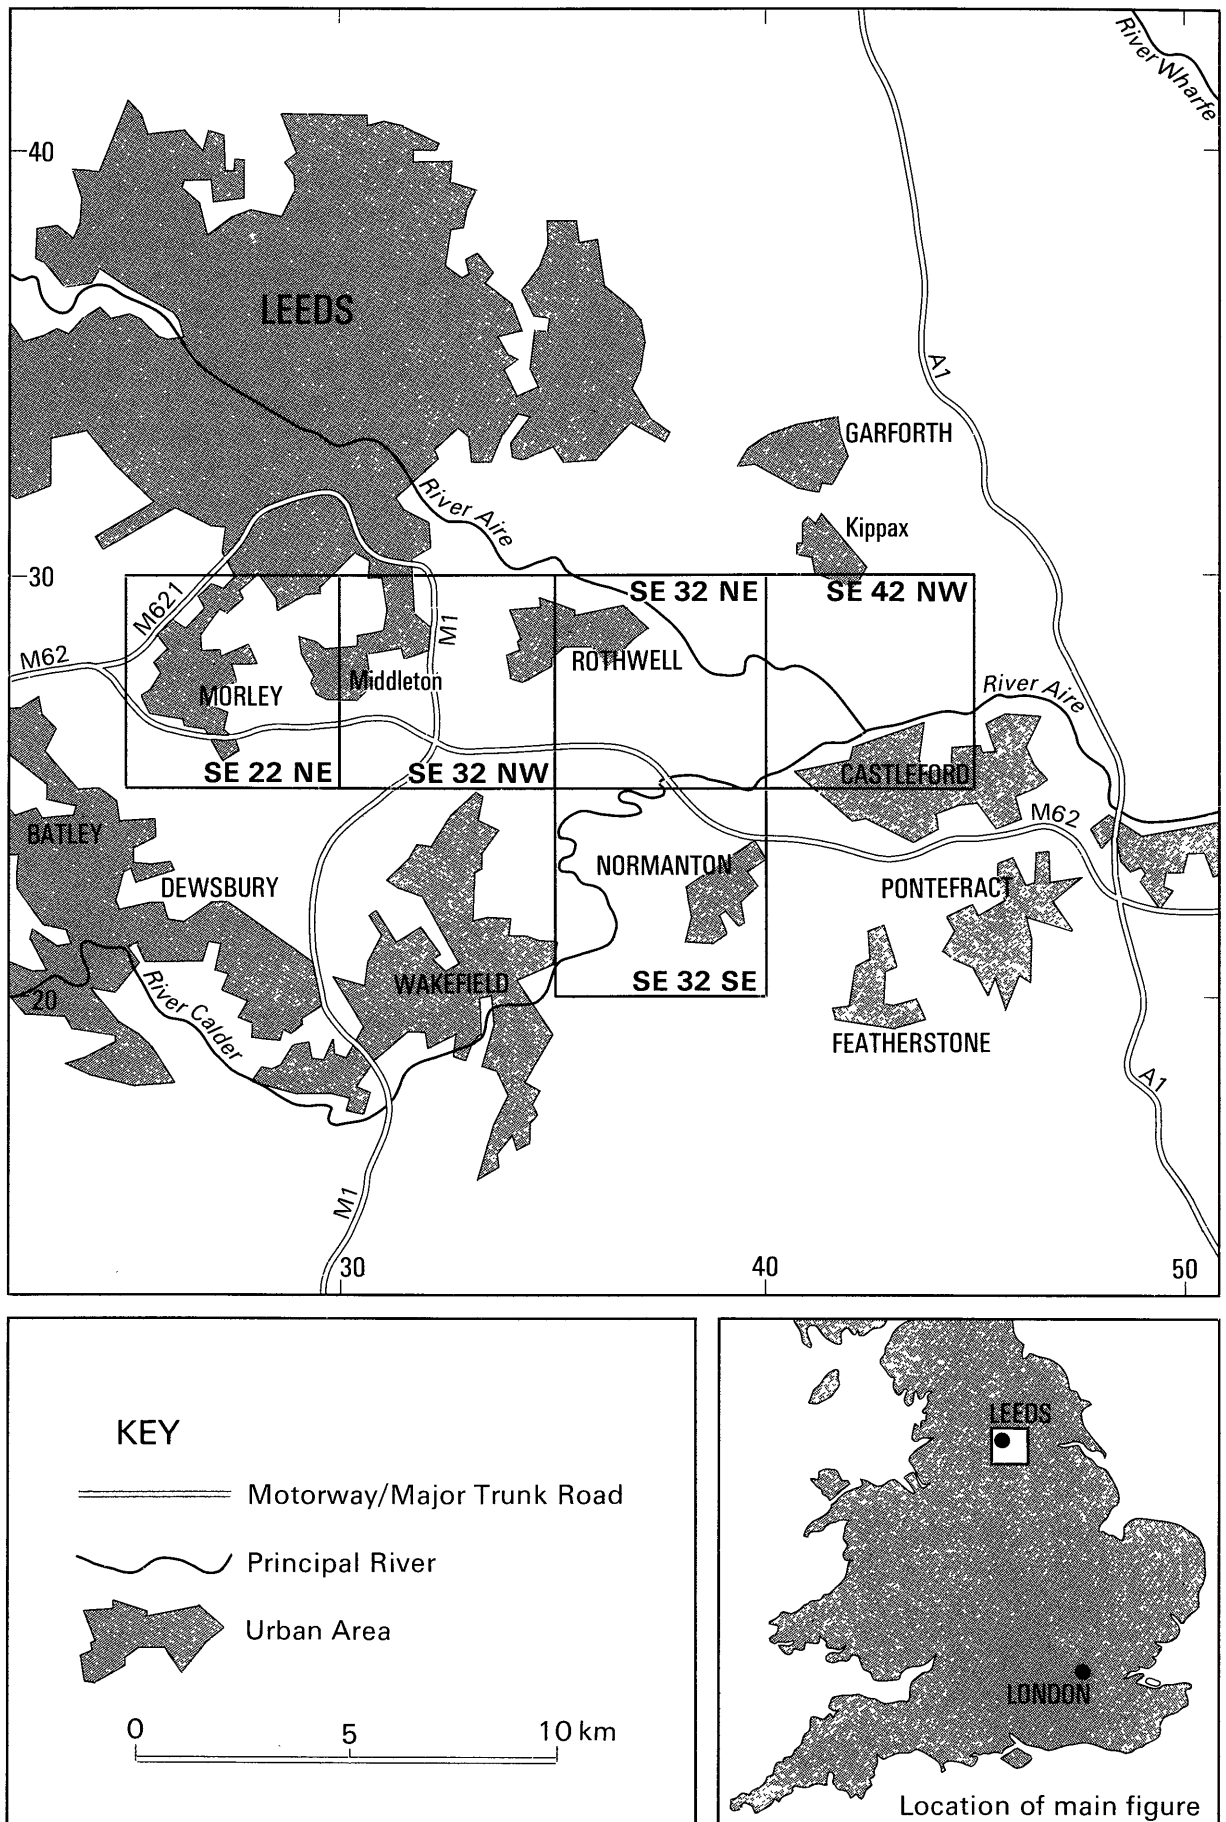 River Wharfe
40
LEEDS
A1
GARFORTH
River Aire
Kippax
30
SE 32 NE
SE 42 NW
M621
M1
M62
ROTHWELL
Middleton
MORLEY
River Aire
SE 22 NE
SE 32 NW
CASTLEFORD
M62
BATLEY
NORMANTON
DEWSBURY
PONTEFRACT
WAKEFIELD
SE 32 SE
20
River Calder
FEATHERSTONE
A1
M1
30
40
50
KEY
Motorway/Major Trunk Road
Principal River
Urban Area
0 5 10 km
LEEDS
LONDON
Location of main figure